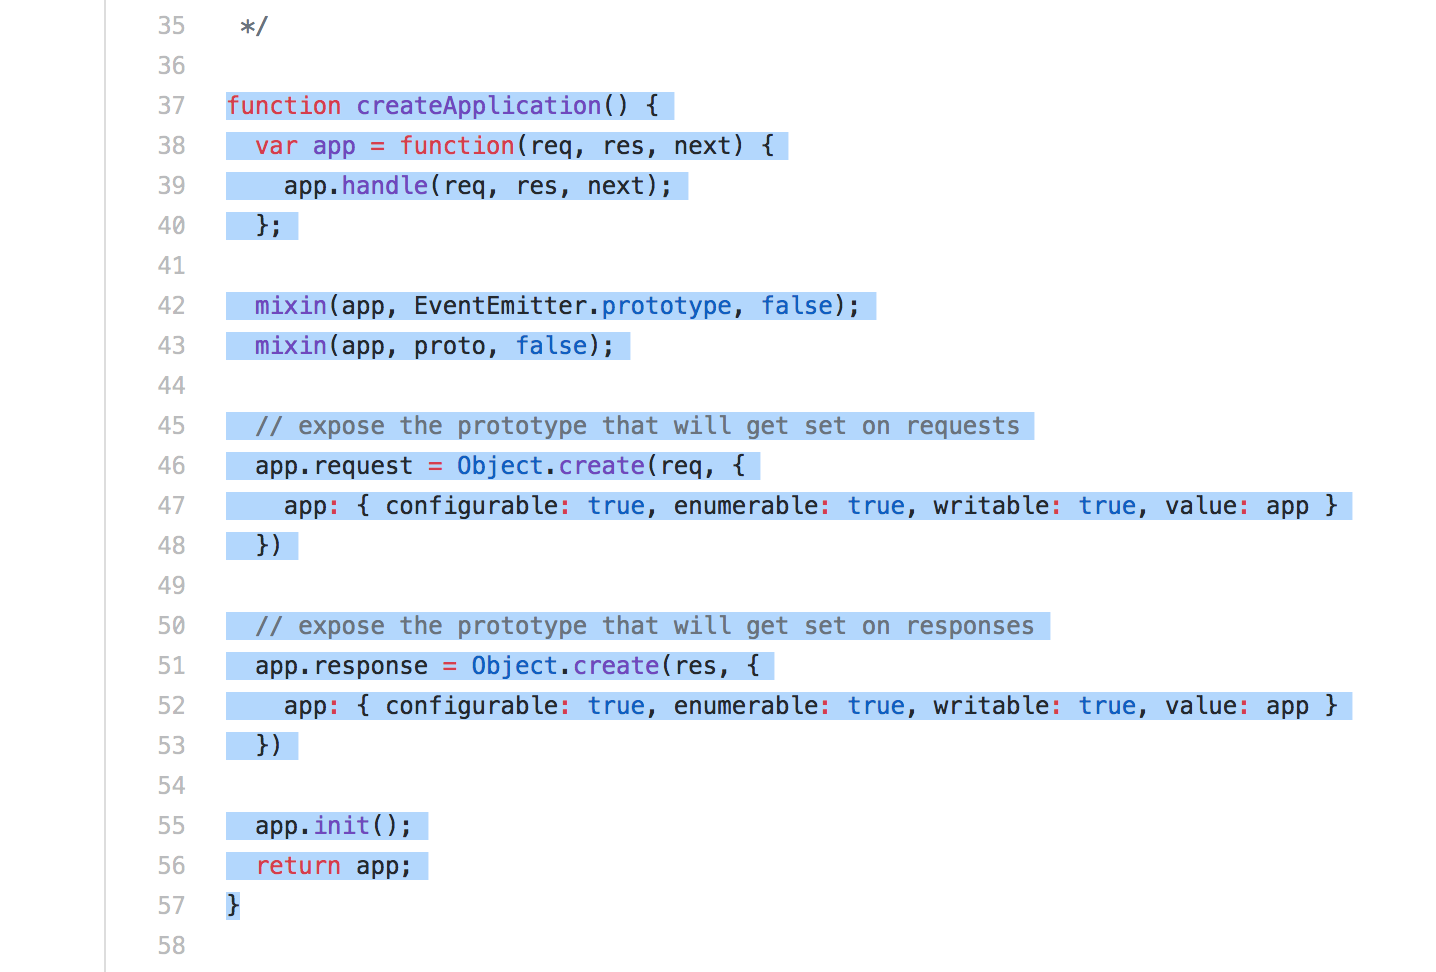 35 */
36
37 function createApplication() {
38   var app = function(req, res, next) {
39     app.handle(req, res, next);
40   };
41
42   mixin(app, EventEmitter.prototype, false);
43   mixin(app, proto, false);
44
45   // expose the prototype that will get set on requests
46   app.request = Object.create(req, {
47     app: { configurable: true, enumerable: true, writable: true, value: app }
48   })
49
50   // expose the prototype that will get set on responses
51   app.response = Object.create(res, {
52     app: { configurable: true, enumerable: true, writable: true, value: app }
53   })
54
55   app.init();
56   return app;
57 }
58